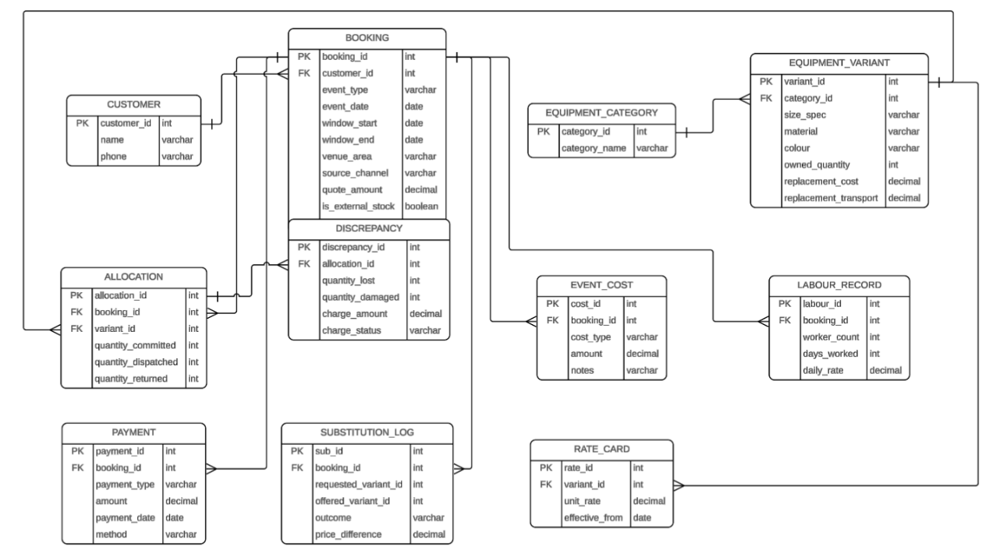 BOOKING
PK booking_id int
FK customer_id int
event_type varchar
event_date date
window_start date
window_end date
venue_area varchar
source_channel varchar
quote_amount decimal
is_external_stock boolean
EQUIPMENT_VARIANT
PK variant_id int
FK category_id int
size_spec varchar
material varchar
colour varchar
owned_quantity int
replacement_cost decimal
replacement_transport decimal
CUSTOMER
PK customer_id int
name varchar
phone varchar
EQUIPMENT_CATEGORY
PK category_id int
category_name varchar
DISCREPANCY
PK discrepancy_id int
FK allocation_id int
quantity_lost int
quantity_damaged int
charge_amount decimal
charge_status varchar
ALLOCATION
PK allocation_id int
FK booking_id int
FK variant_id int
quantity_committed int
quantity_dispatched int
quantity_returned int
EVENT_COST
PK cost_id int
FK booking_id int
cost_type varchar
amount decimal
notes varchar
LABOUR_RECORD
PK labour_id int
FK booking_id int
worker_count int
days_worked int
daily_rate decimal
PAYMENT
PK payment_id int
FK booking_id int
payment_type varchar
amount decimal
payment_date date
method varchar
SUBSTITUTION_LOG
PK sub_id int
FK booking_id int
requested_variant_id int
offered_variant_id int
outcome varchar
price_difference decimal
RATE_CARD
PK rate_id int
FK variant_id int
unit_rate decimal
effective_from date